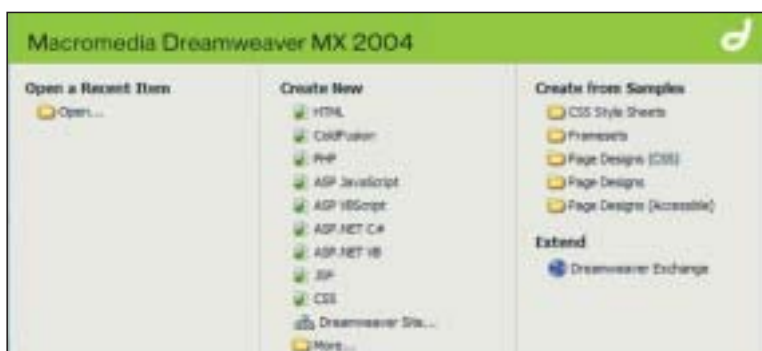 Macromedia Dreamweaver MX 2004
Open a Recent Item
Open...
Create New
HTML
ColdFusion
PHP
ASP JavaScript
ASP VBScript
ASP.NET C#
ASP.NET VB
JSP
CSS
Dreamweaver Site...
More...
Create from Samples
CSS Style Sheets
Framesets
Page Designs (CSS)
Page Designs
Page Designs (Accessible)
Extend
Dreamweaver Exchange